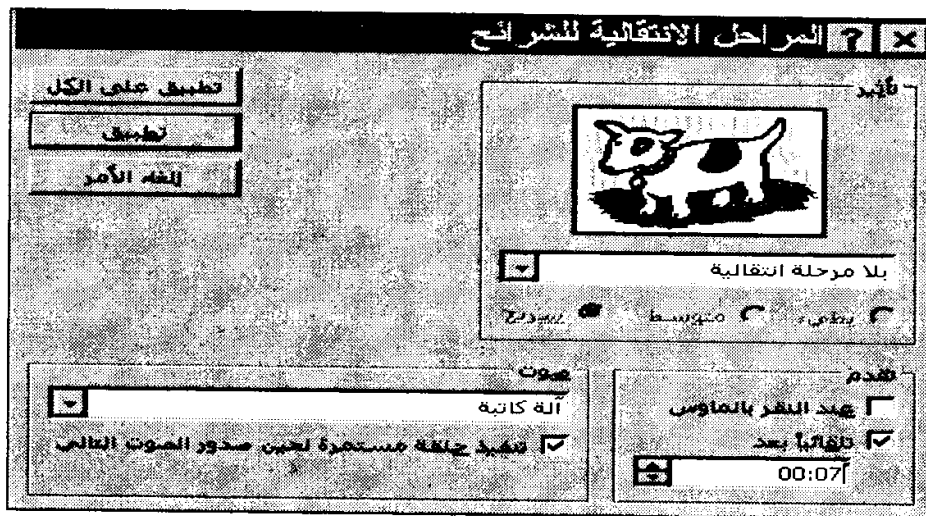 المراحل الانتقالية للشرائح
تأثير
تطبيق على الكل
تطبيق
إلغاء الأمر
بلا مرحلة انتقالية
بطيء متوسط سريع
تقدم
عند النقر بالماوس
تلقائياً بعد
00:07
صوت
آلة كاتبة
تنفيذ حلقة مستمرة لحين صدور الصوت التالي